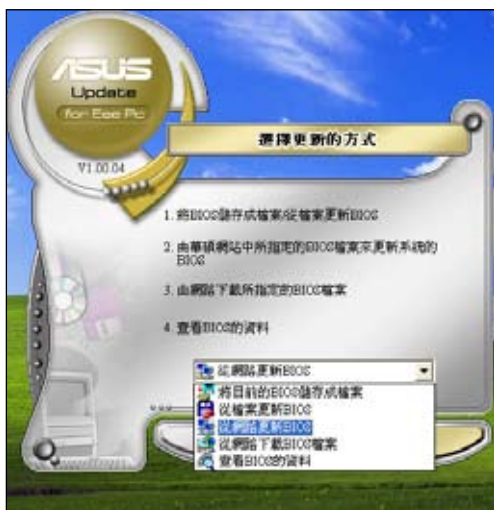 ASUS
Update
for Eee PC
V1.00.04
選擇更新的方式
1. 將BIOS儲存成檔案/從檔案更新BIOS
2. 由華碩網站中所指定的BIOS檔案來更新系統的
BIOS
3. 由網路下載所指定的BIOS檔案
4. 查看BIOS的資料
從網路更新BIOS
將目前的BIOS儲存成檔案
從檔案更新BIOS
從網路更新BIOS
從網路下載BIOS檔案
查看BIOS的資料